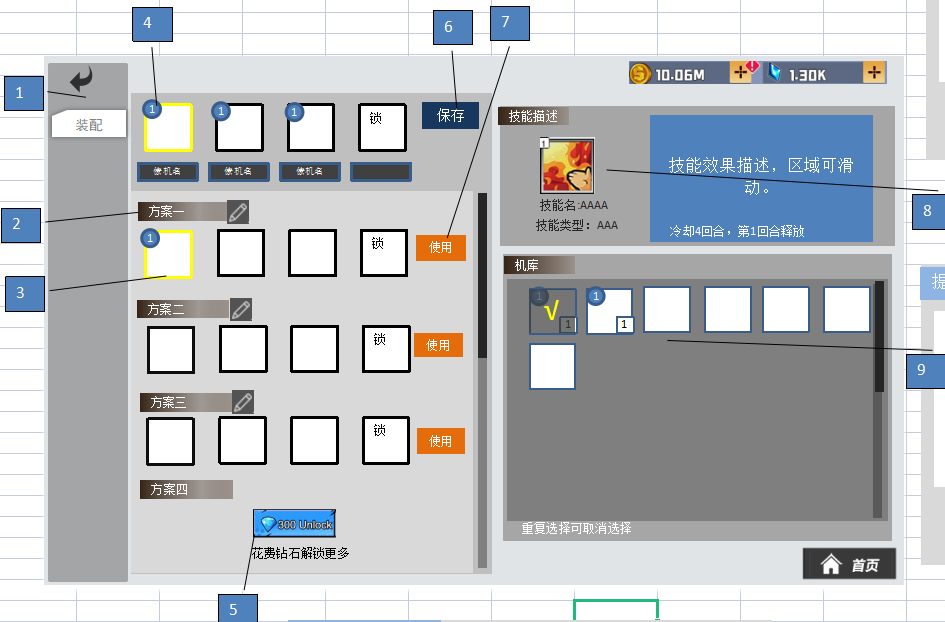 4
6
7
1
10.06M
1.30K
装配
1
1
1
锁
保存
僚机名
僚机名
僚机名
技能描述
1
技能名:AAAA
技能类型：AAA
技能效果描述，区域可滑
动。
冷却4回合，第1回合释放
8
2
方案一
1
锁
使用
3
方案二
锁
使用
方案三
锁
使用
方案四
300 Unlock
花费钻石解锁更多
5
机库
1
√
1
1
1
提
9
重复选择可取消选择
首页